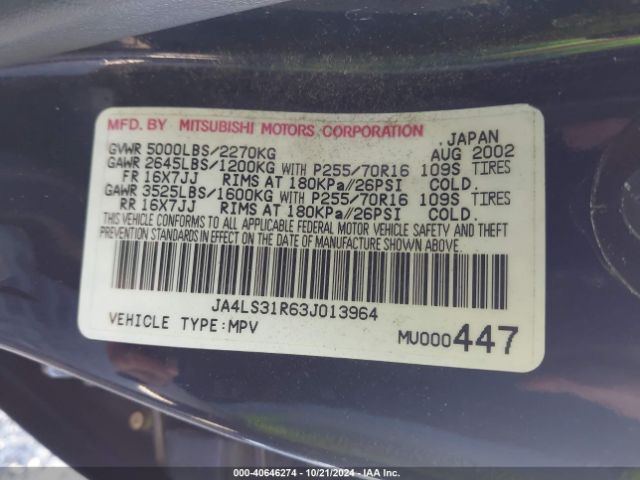 MFD. BY MITSUBISHI MOTORS CORPORATION
JAPAN
GVWR 5000LBS/2270KG AUG 2002
GAWR 2645LBS/1200KG WITH P255/70R16 109S TIRES
FR 16X7JJ RIMS AT 180KPa//26PSI COLD.
GAWR 3525LBS/1600KG WITH P255/70R16 109S TIRES
RR 16X7JJ RIMS AT 180KPa//26PSI COLD.
THIS VEHICLE CONFORMS TO ALL APPLICABLE FEDERAL MOTOR VEHICLE SAFETY AND THEFT
PREVENTION STANDARDS IN EFFECT ON THE DATE OF MANUFACTURE SHOWN ABOVE.
JA4LS31R63J013964
VEHICLE TYPE:MPV MU000447
000-40646274 - 10/21/2024 - IAA Inc.